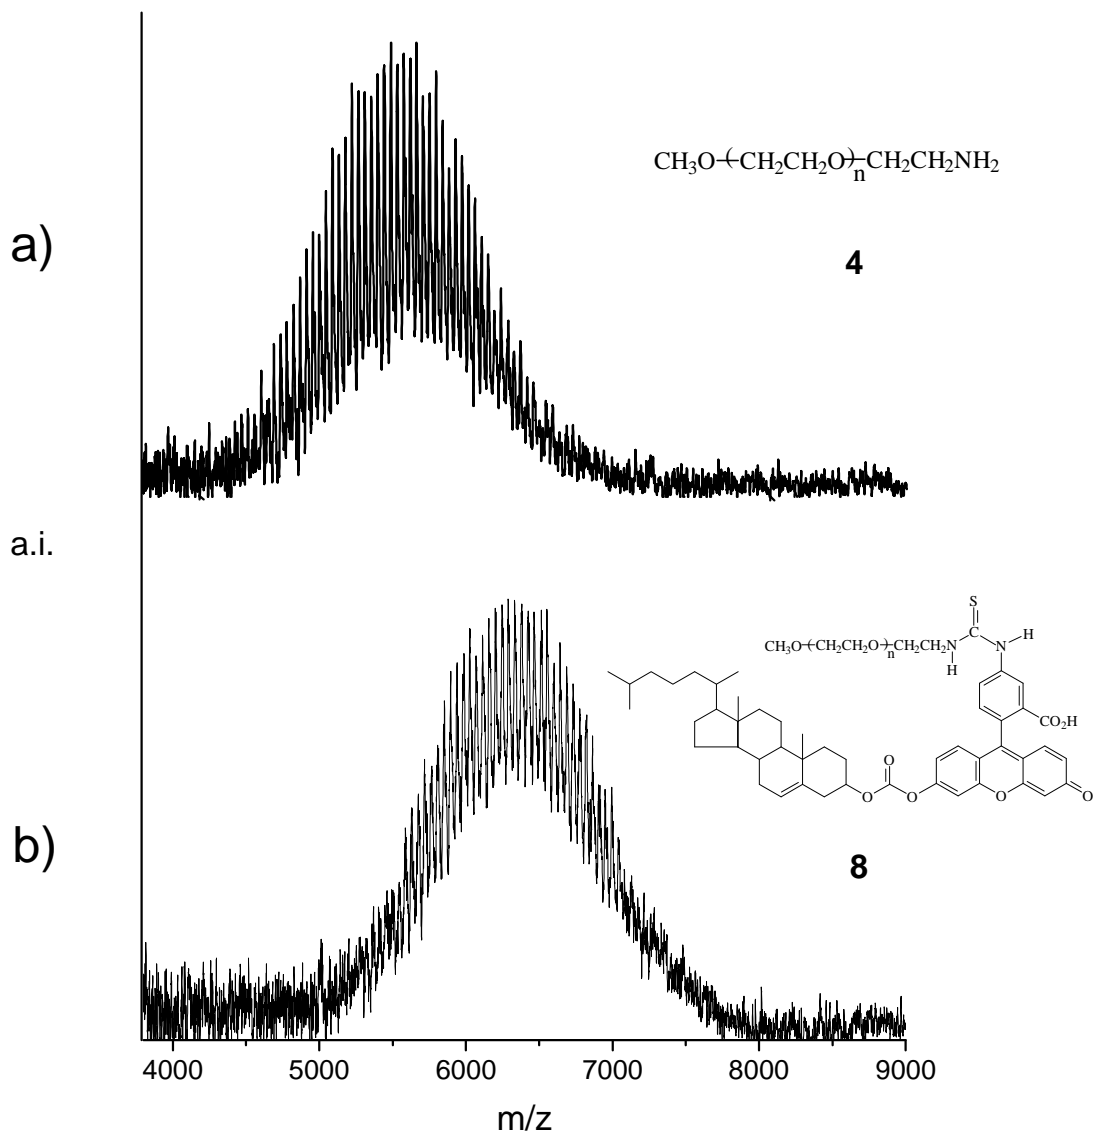 a)
CH₃O(CH₂CH₂O)nCH₂CH₂NH₂
4
a.i.
S
C
CH₃O(CH₂CH₂O)nCH₂CH₂N
N
H
H
CO₂H
O
O
O
O
O
8
b)
4000 5000 6000 7000 8000 9000
m/z